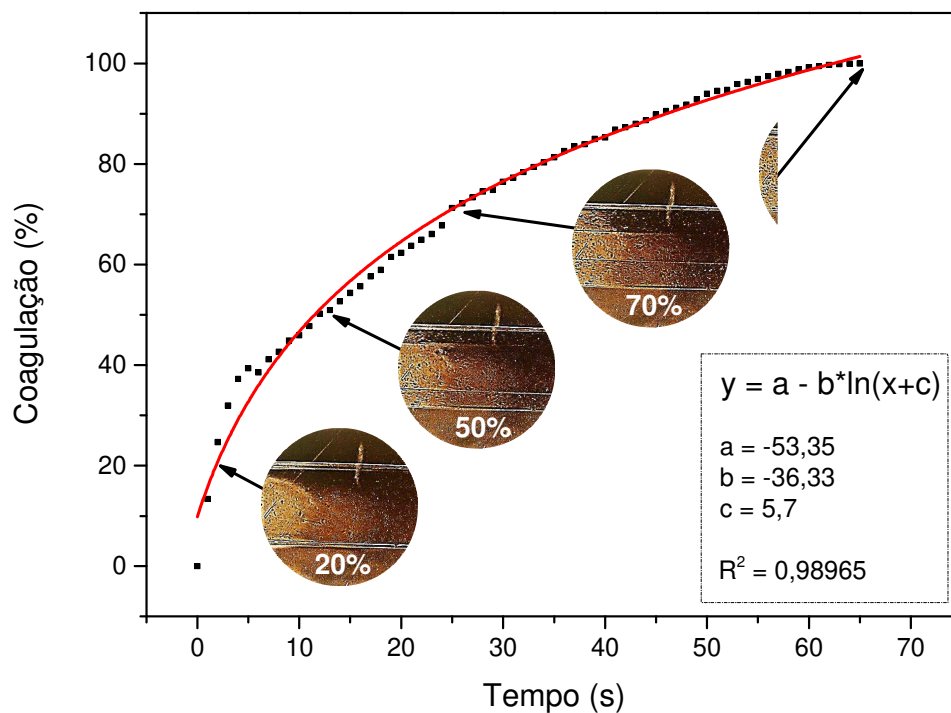 Coagulação (%)
100
80
60
40
20
0
70%
50%
20%
y = a - b*ln(x+c)
a = -53,35
b = -36,33
c = 5,7
R² = 0,98965
0 10 20 30 40 50 60 70
Tempo (s)